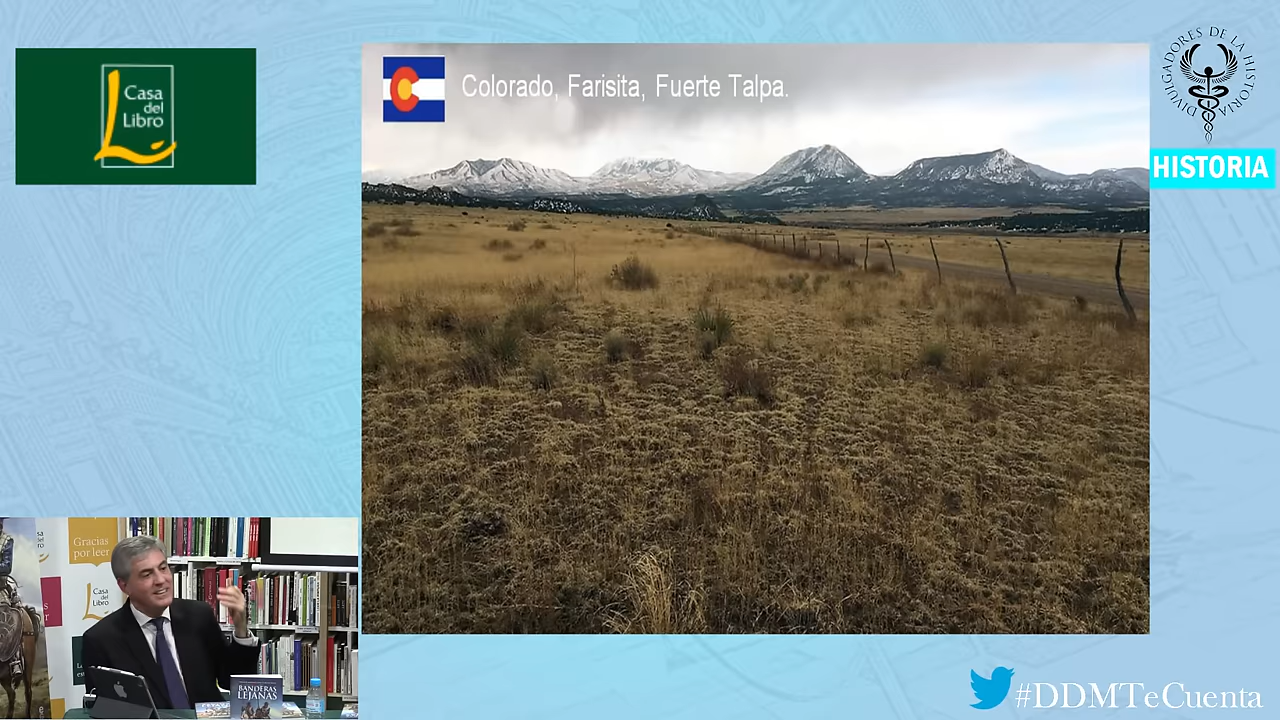 Casa
del
Libro
Colorado, Farisita, Fuerte Talpa.
DIVULGADORES DE LA HISTORIA
HISTORIA
Gracias
por leer
Casa
del
Libro
BANDERAS
LEJANAS
#DDMTeCuenta